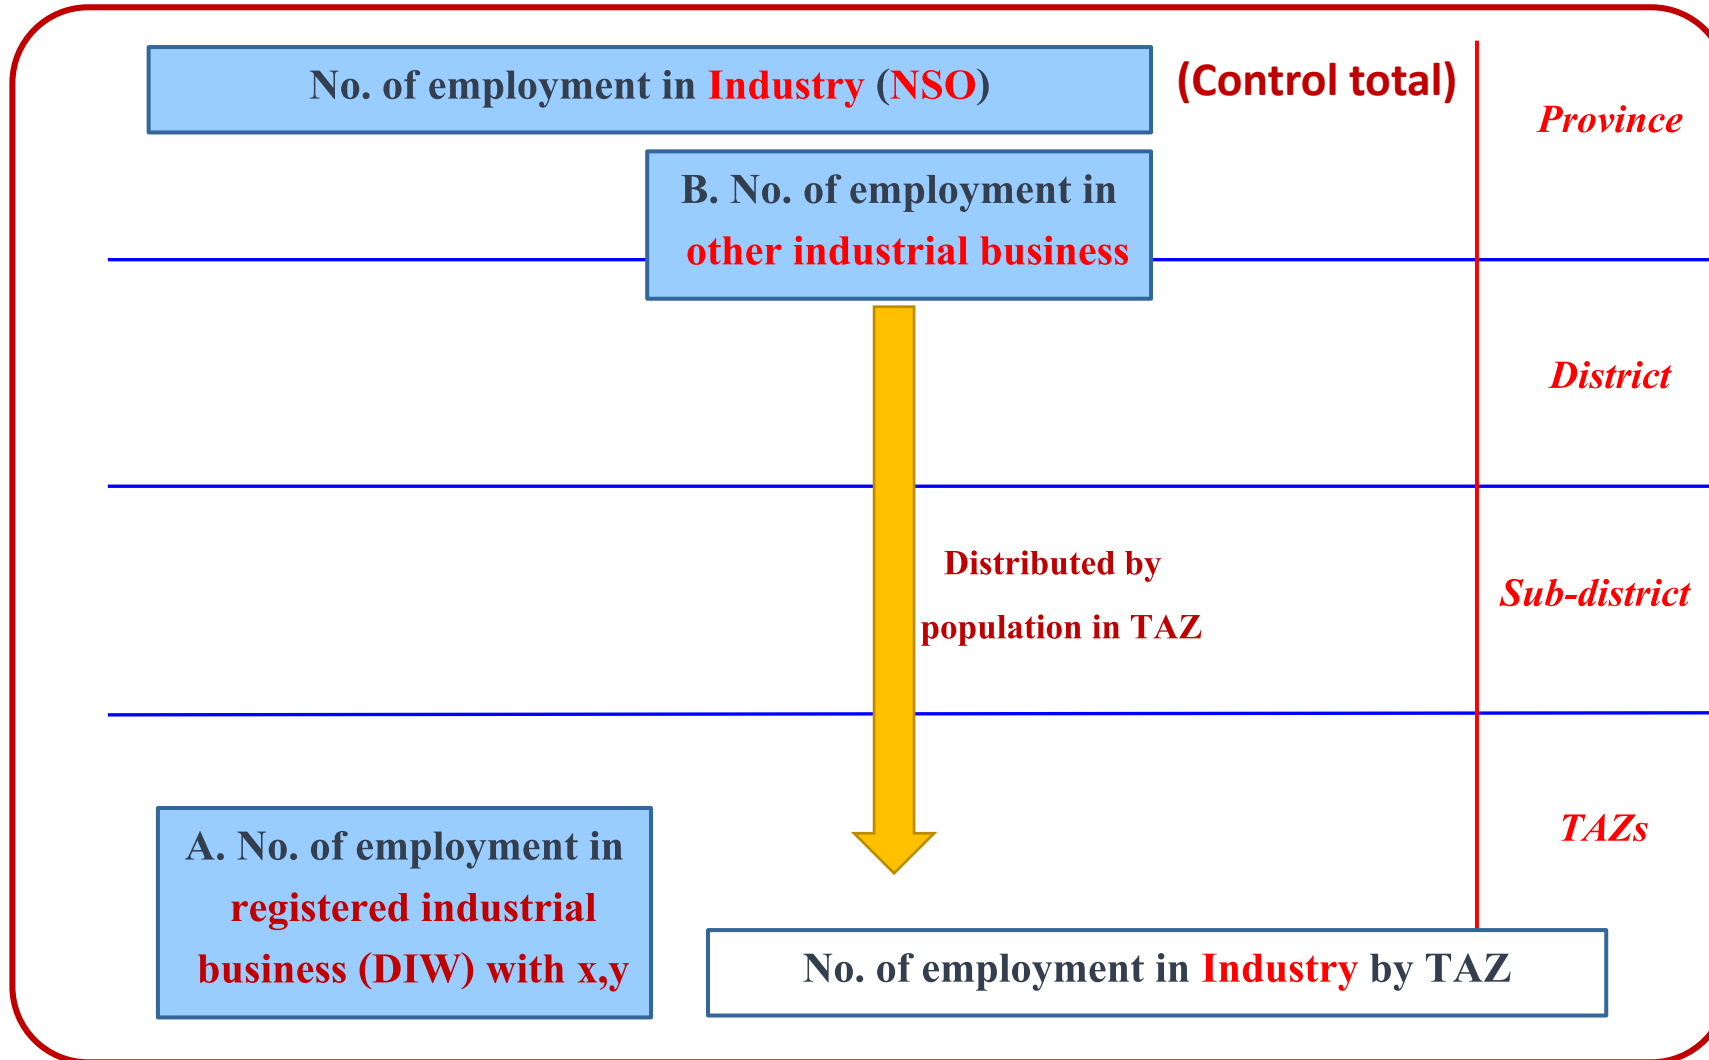 No. of employment in Industry (NSO)
(Control total)
Province
B. No. of employment in
other industrial business
District
Distributed by
population in TAZ
Sub-district
TAZs
A. No. of employment in
registered industrial
business (DIW) with x,y
No. of employment in Industry by TAZ